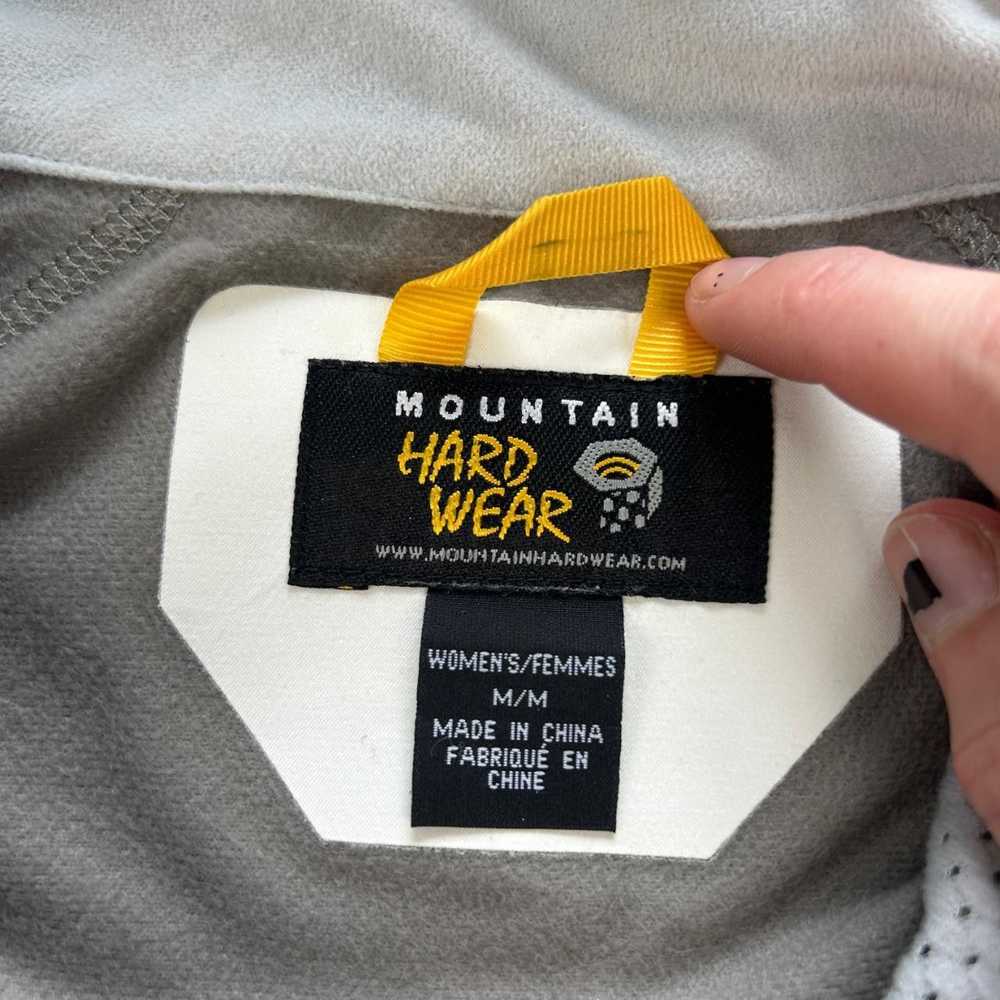 MOUNTAIN
HARD
WEAR
WWW.MOUNTAINHARDWEAR.COM
WOMEN'S/FEMMES
M/M
MADE IN CHINA
FABRIQUÉ EN
CHINE